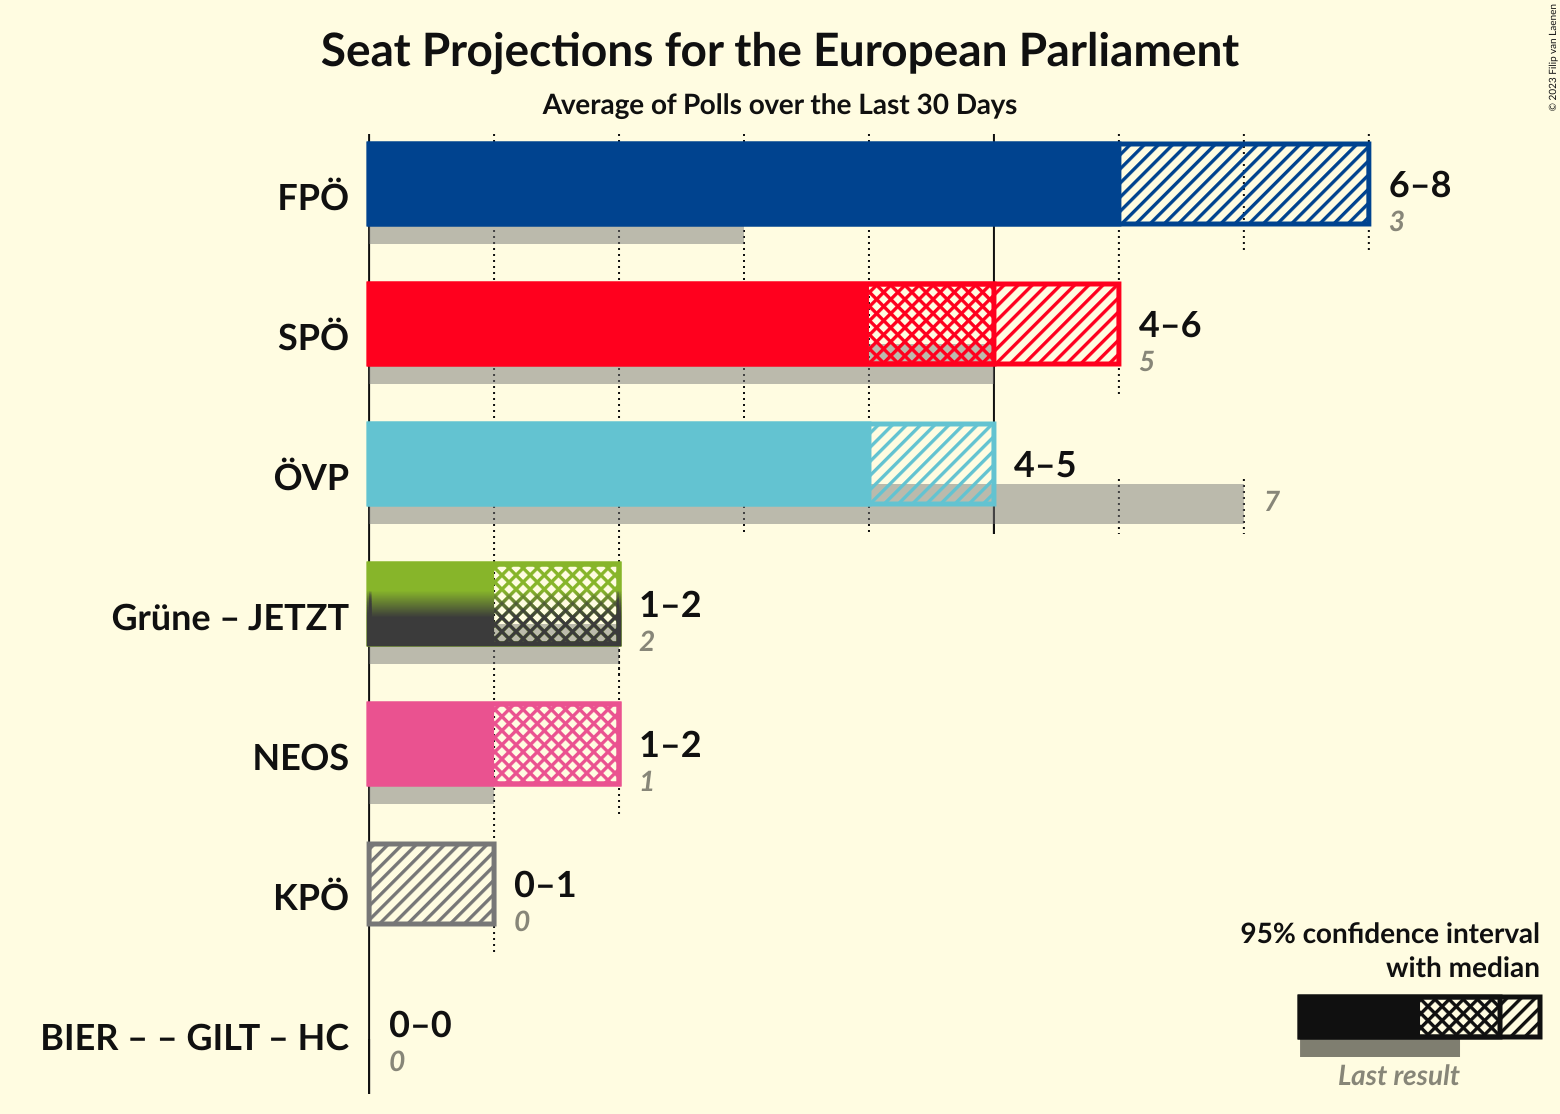 Seat Projections for the European Parliament
Average of Polls over the Last 30 Days
© 2023 Filip van Laenen
FPÖ
6–8
3
SPÖ
4–6
5
ÖVP
4–5
7
Grüne – JETZT
1–2
2
NEOS
1–2
1
KPÖ
0–1
0
BIER – – GILT – HC
0–0
0
95% confidence interval
with median
Last result